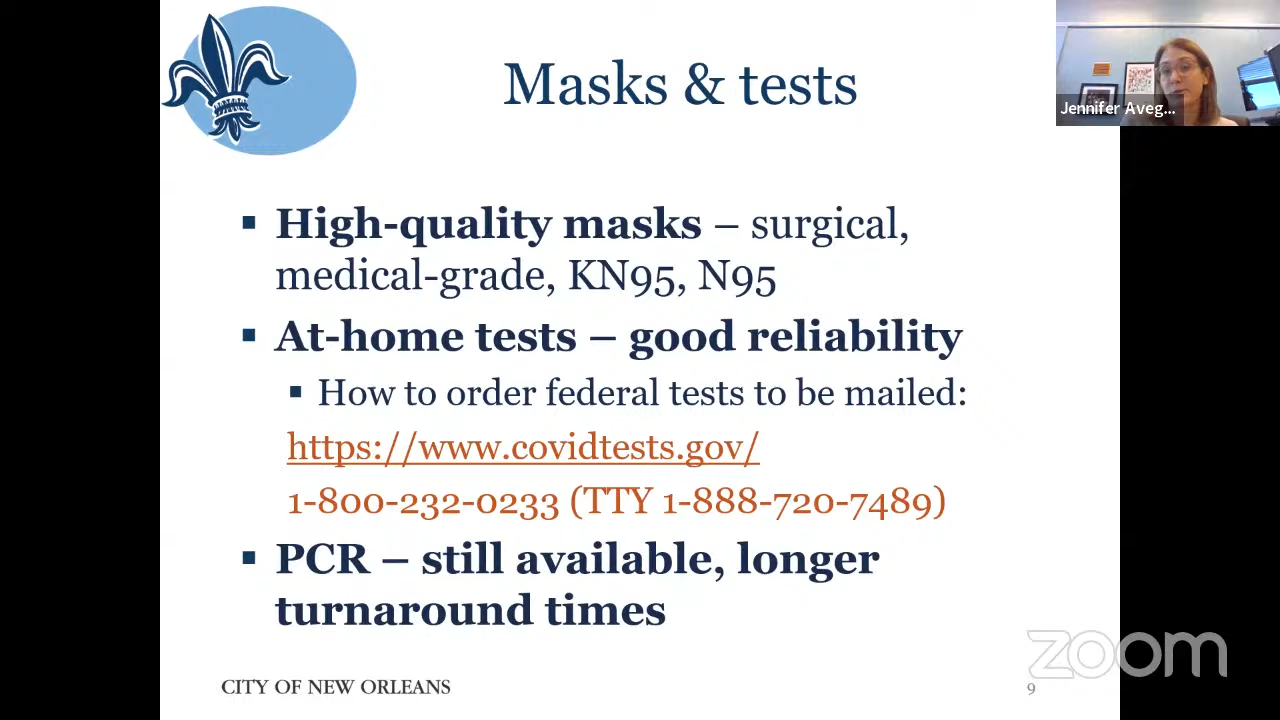 Masks & tests
Jennifer Aveg...
▪ High-quality masks – surgical,
medical-grade, KN95, N95
▪ At-home tests – good reliability
▪ How to order federal tests to be mailed:
https://www.covidtests.gov/
1-800-232-0233 (TTY 1-888-720-7489)
▪ PCR – still available, longer
turnaround times
zoom
CITY OF NEW ORLEANS
9